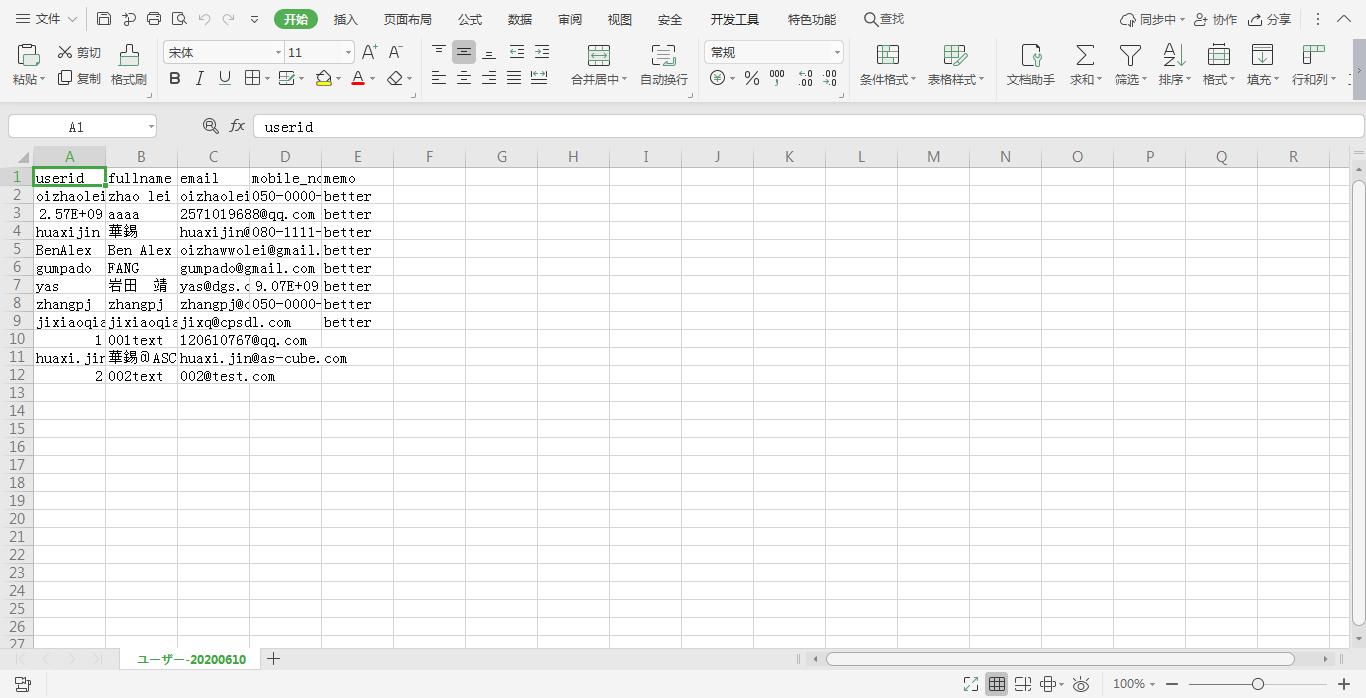 文件 开始 插入 页面布局 公式 数据 审阅 视图 安全 开发工具 特色功能 查找 同步中 协作 分享
剪切 宋体 11 常规
粘贴 复制 格式刷 合并居中 自动换行 条件格式 表格样式 文档助手 求和 筛选 排序 格式 填充 行和列
A1 fx userid
A B C D E F G H I J K L M N O P Q R
1 userid fullname email mobile_no memo
2 oizhaolei zhao lei oizhaolei 050-0000- better
3 2.57E+09 aaaa 2571019688@qq.com better
4 huaxijin 華錫 huaxijin@ 080-1111- better
5 BenAlex Ben Alex oizhawwolei@gmail. better
6 gumpado FANG gumpado@gmail.com better
7 yas 岩田　靖 yas@dgs.c 9.07E+09 better
8 zhangpj zhangpj zhangpj@c 050-0000- better
9 jixiaoqia jixiaoqia jixq@cpsdl.com better
10 1 001text 120610767@qq.com
11 huaxi.jin 華錫@ASC huaxi.jin@as-cube.com
12 2 002text 002@test.com
13
14
15
16
17
18
19
20
21
22
23
24
25
26
27
ユーザー-20200610
100%